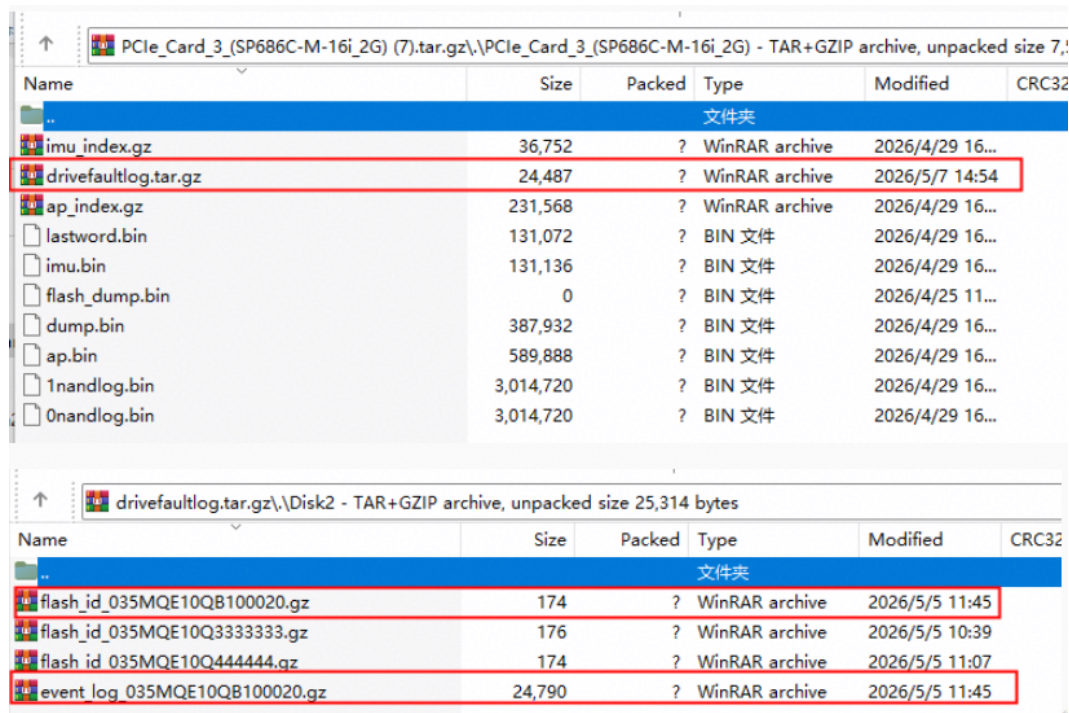 PCIe_Card_3_(SP686C-M-16i_2G) (7).tar.gz\.\PCIe_Card_3_(SP686C-M-16i_2G) - TAR+GZIP archive, unpacked size 7,
Name Size Packed Type Modified CRC32
.. 文件夹
imu_index.gz 36,752 ? WinRAR archive 2026/4/29 16...
drivefaultlog.tar.gz 24,487 ? WinRAR archive 2026/5/7 14:54
ap_index.gz 231,568 ? WinRAR archive 2026/4/29 16...
lastword.bin 131,072 ? BIN 文件 2026/4/29 16...
imu.bin 131,136 ? BIN 文件 2026/4/29 16...
flash_dump.bin 0 ? BIN 文件 2026/4/25 11...
dump.bin 387,932 ? BIN 文件 2026/4/29 16...
ap.bin 589,888 ? BIN 文件 2026/4/29 16...
1nandlog.bin 3,014,720 ? BIN 文件 2026/4/29 16...
0nandlog.bin 3,014,720 ? BIN 文件 2026/4/29 16...
drivefaultlog.tar.gz\.\Disk2 - TAR+GZIP archive, unpacked size 25,314 bytes
Name Size Packed Type Modified CRC32
.. 文件夹
flash_id_035MQE10QB100020.gz 174 ? WinRAR archive 2026/5/5 11:45
flash_id_035MQE10Q3333333.gz 176 ? WinRAR archive 2026/5/5 10:39
flash_id_035MQE10Q444444.gz 174 ? WinRAR archive 2026/5/5 11:07
event_log_035MQE10QB100020.gz 24,790 ? WinRAR archive 2026/5/5 11:45